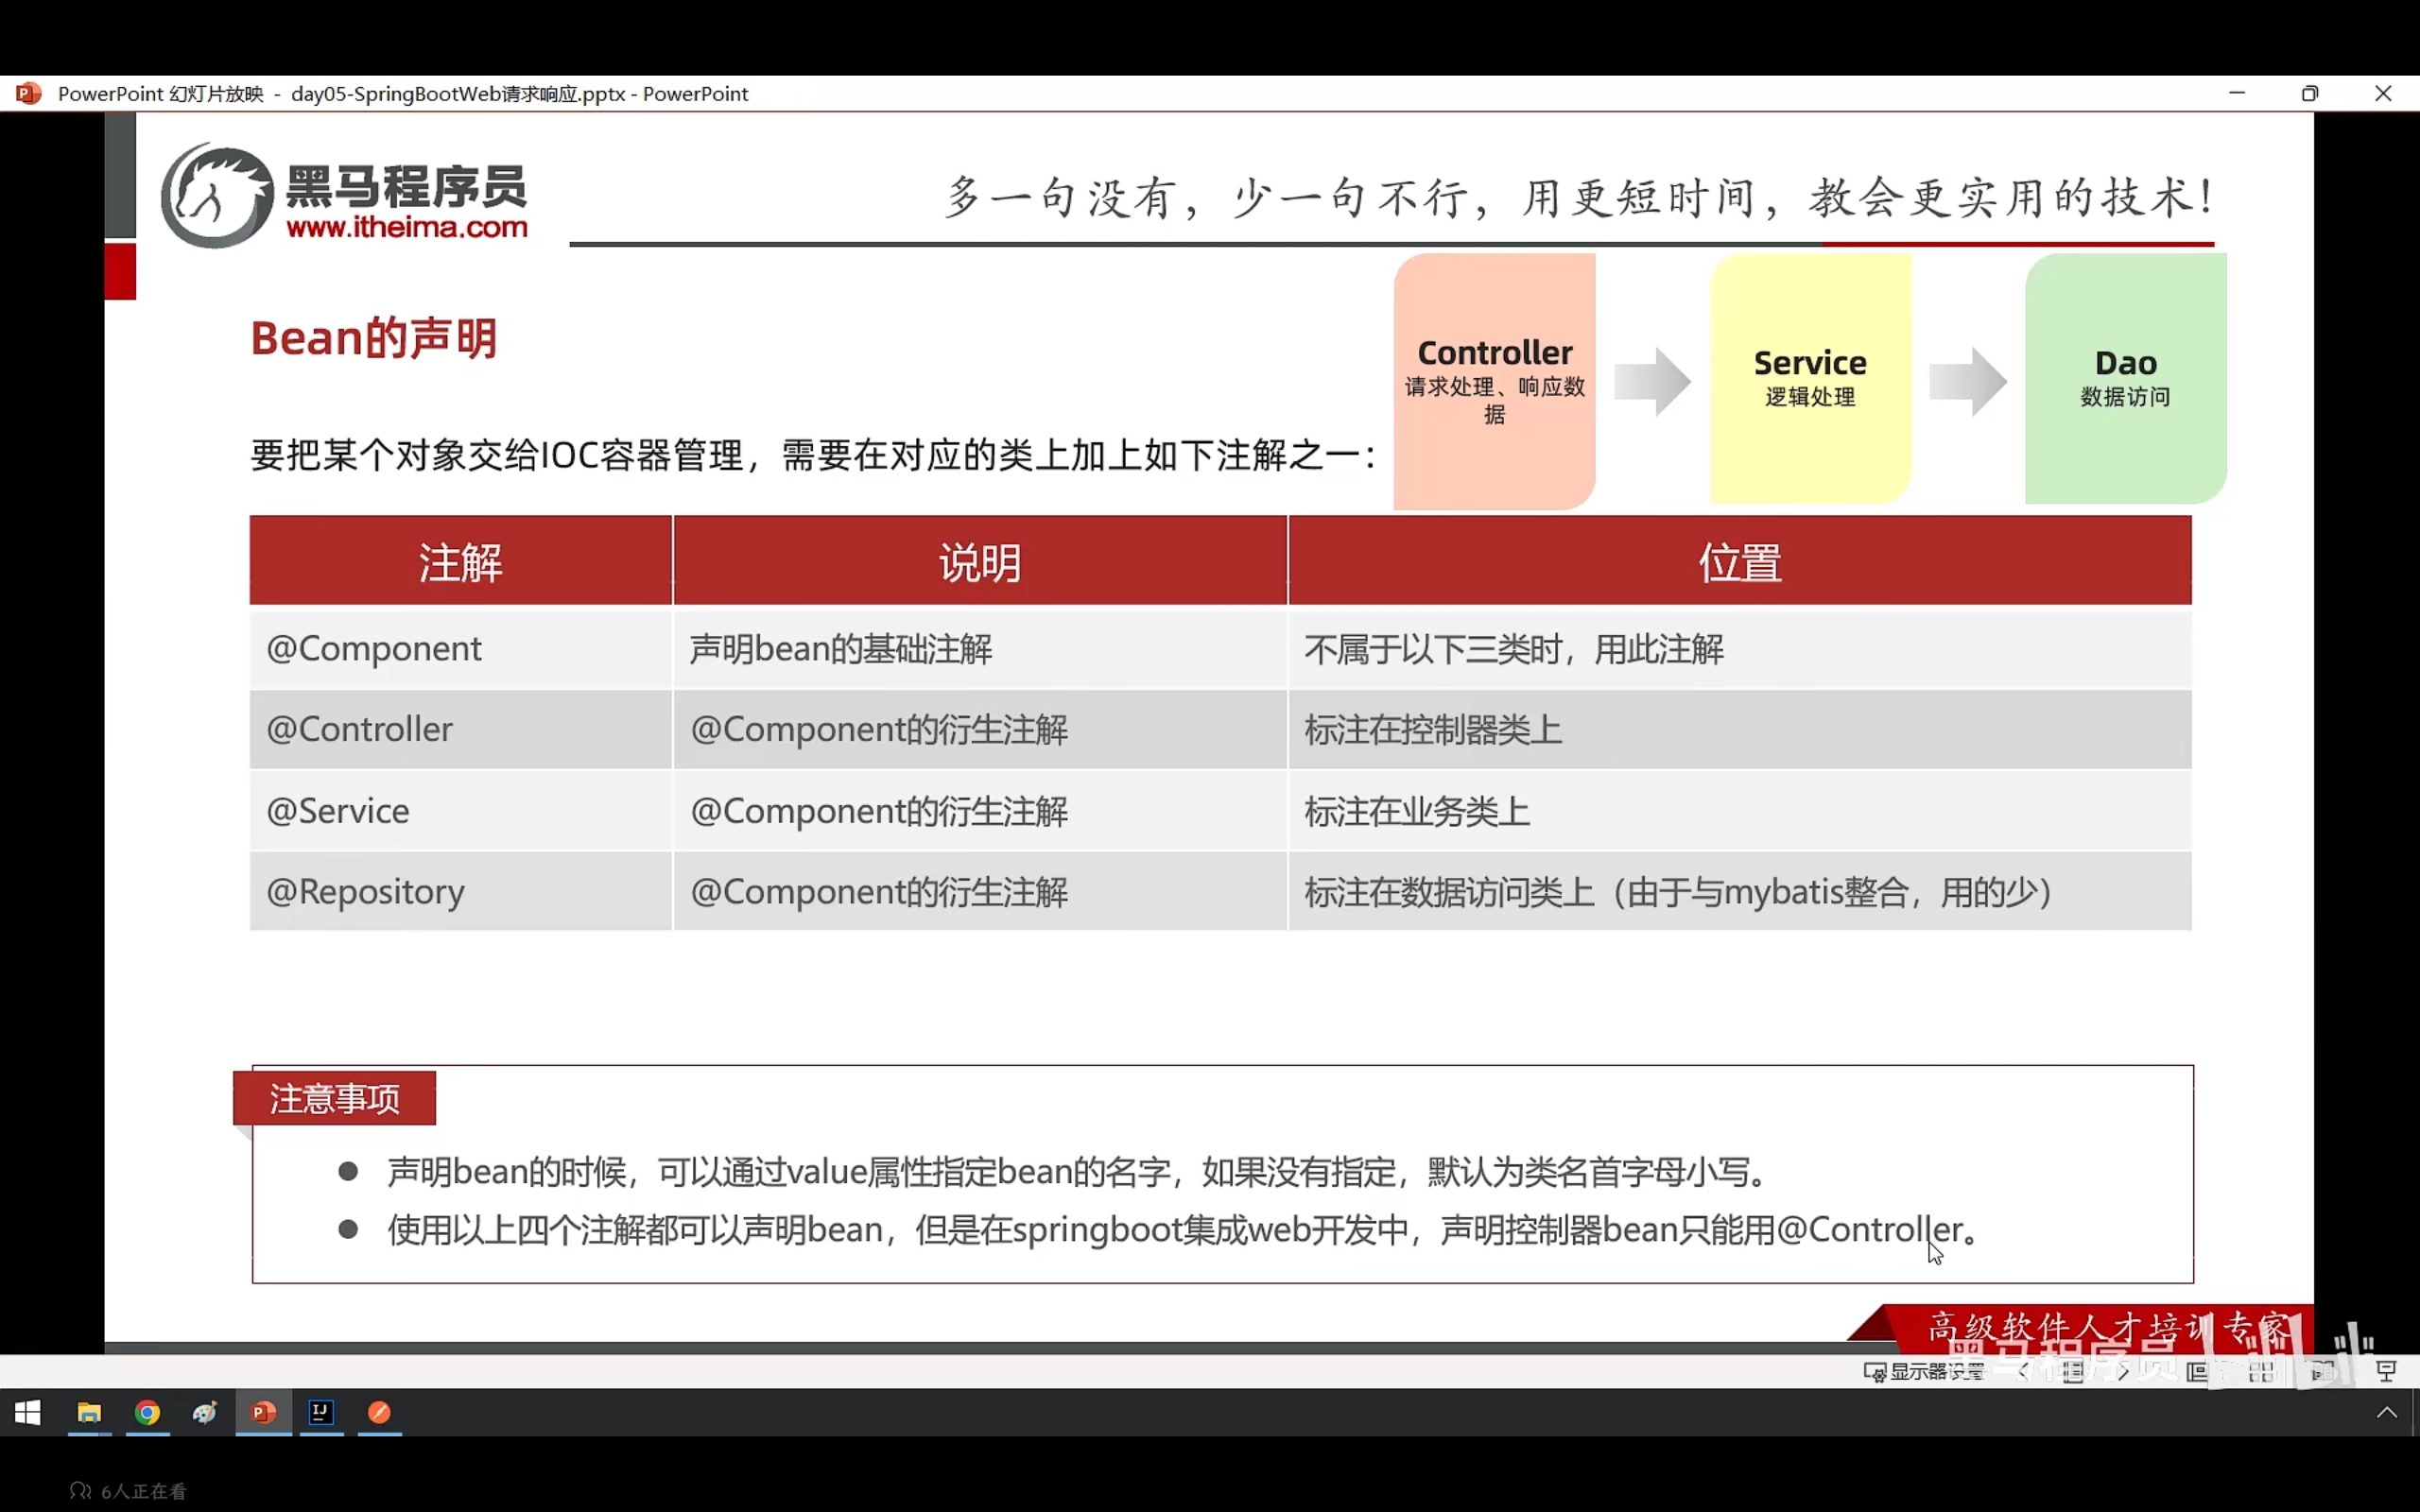 PowerPoint 幻灯片放映 - day05-SpringBootWeb请求响应.pptx - PowerPoint
黑马程序员
www.itheima.com
多一句没有，少一句不行，用更短时间，教会更实用的技术！
Bean的声明
Controller
请求处理、响应数
据
Service
逻辑处理
Dao
数据访问
要把某个对象交给IOC容器管理，需要在对应的类上加上如下注解之一：
注解 说明 位置
@Component 声明bean的基础注解 不属于以下三类时，用此注解
@Controller @Component的衍生注解 标注在控制器类上
@Service @Component的衍生注解 标注在业务类上
@Repository @Component的衍生注解 标注在数据访问类上（由于与mybatis整合，用的少）
注意事项
● 声明bean的时候，可以通过value属性指定bean的名字，如果没有指定，默认为类名首字母小写。
● 使用以上四个注解都可以声明bean，但是在springboot集成web开发中，声明控制器bean只能用@Controller。
高级软件人才培训专家
黑马程序员
显示器设置
6人正在看